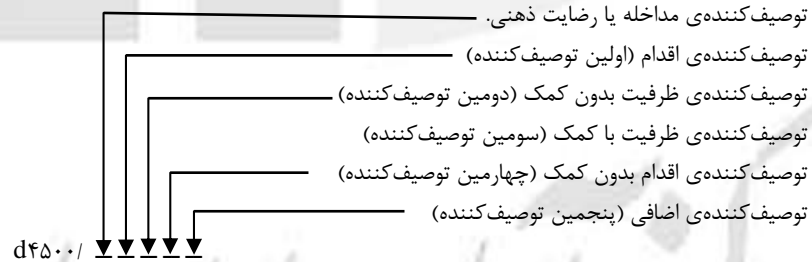 توصیف‌کننده‌ی مداخله یا رضایت ذهنی.
توصیف‌کننده‌ی اقدام (اولین توصیف‌کننده)
توصیف‌کننده‌ی ظرفیت بدون کمک (دومین توصیف‌کننده)
توصیف‌کننده‌ی ظرفیت با کمک (سومین توصیف‌کننده)
توصیف‌کننده‌ی اقدام بدون کمک (چهارمین توصیف‌کننده)
توصیف‌کننده‌ی اضافی (پنجمین توصیف‌کننده)
d۴۵۰۰/ _ _ _ _ _